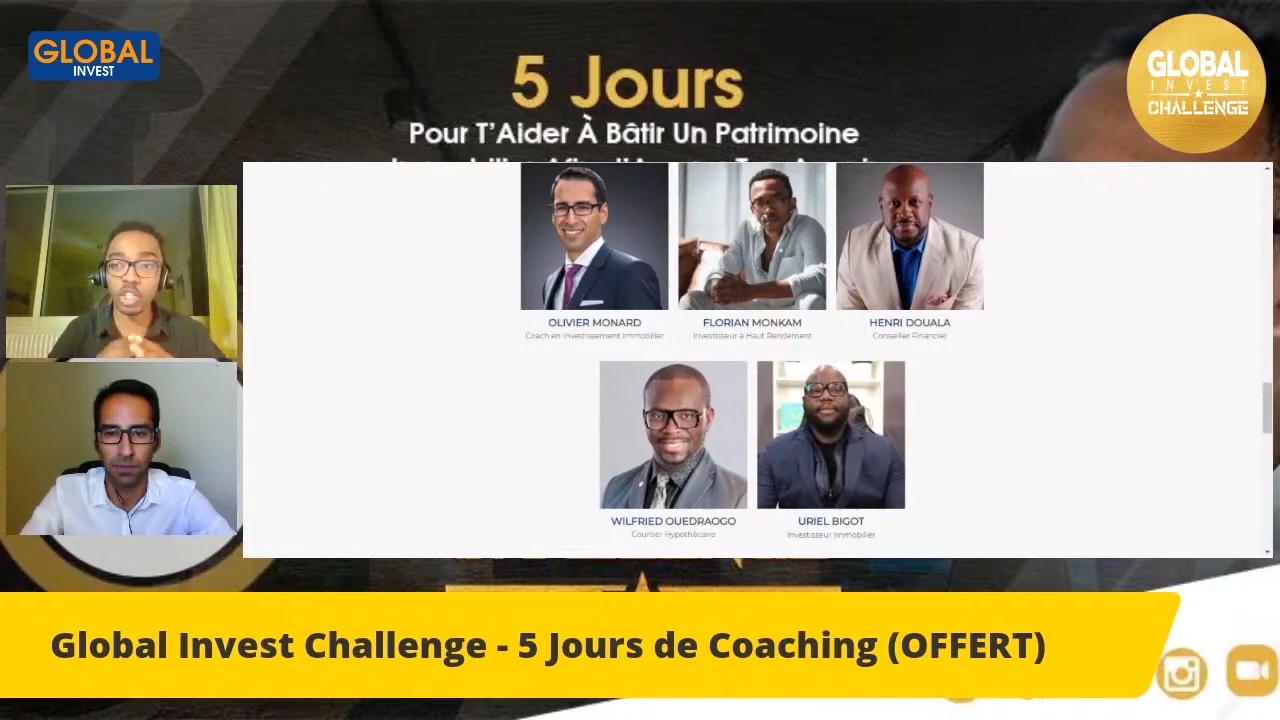 GLOBAL
INVEST
5 Jours
Pour T'Aider À Bâtir Un Patrimoine
GLOBAL
INVEST
CHALLENGE
OLIVIER MONARD
Coach en Investissement Immobilier
FLORIAN MONKAM
Investisseur à Haut Rendement
HENRI DOUALA
Conseiller Financier
WILFRIED OUEDRAOGO
Courtier Hypothécaire
URIEL BIGOT
Investisseur Immobilier
Global Invest Challenge - 5 Jours de Coaching (OFFERT)